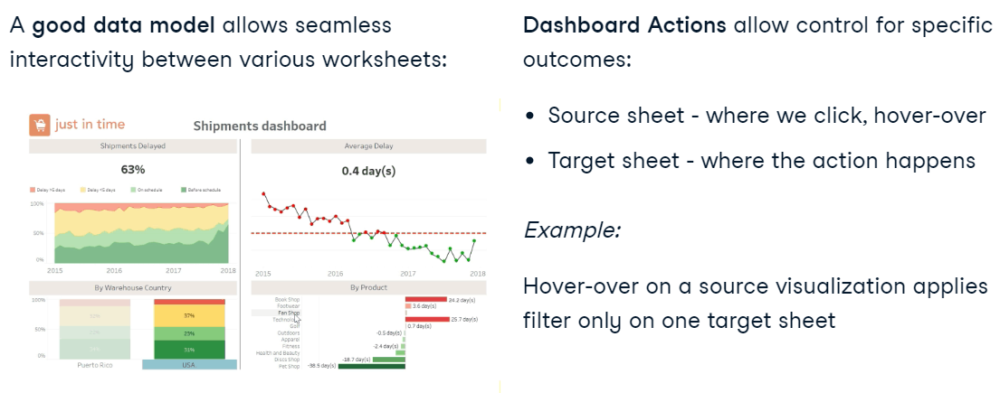 A good data model allows seamless
interactivity between various worksheets:
just in time
Shipments dashboard
Shipments Delayed
63%
Delay >5 days
Delay <5 days
On schedule
Before schedule
100%
50%
0%
2015
2016
2017
2018
Average Delay
0.4 day(s)
2015
2016
2017
2018
By Warehouse Country
100%
50%
0%
37%
23%
31%
Puerto Rico
USA
By Product
Book Shop
24.2 day(s)
Footwear
3.6 day(s)
Fan Shop
Technology
25.7 day(s)
Golf
0.7 day(s)
Outdoors
-0.5 day(s)
Apparel
Fitness
-2.4 day(s)
Health and Beauty
Discs Shop
-18.7 day(s)
Pet Shop
-38.5 day(s)
Dashboard Actions allow control for specific
outcomes:
• Source sheet - where we click, hover-over
• Target sheet - where the action happens
Example:
Hover-over on a source visualization applies
filter only on one target sheet